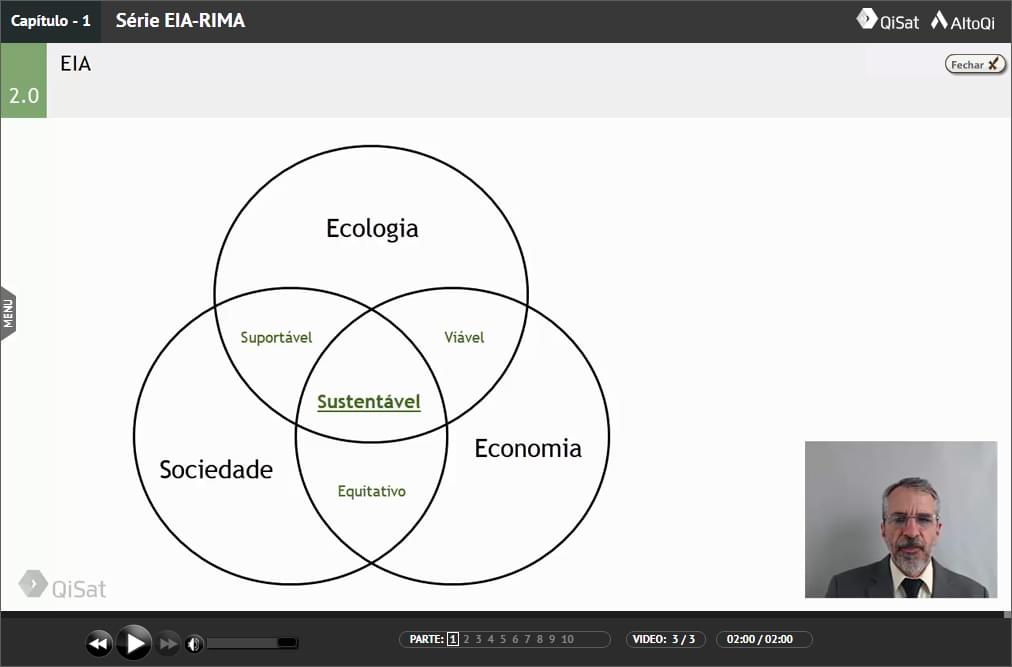 Capítulo - 1
Série EIA-RIMA
QiSat
AltoQi
EIA
Fechar
2.0
MENU
Ecologia
Suportável
Viável
Sustentável
Sociedade
Economia
Equitativo
QiSat
PARTE: 1 2 3 4 5 6 7 8 9 10
VIDEO: 3 / 3
02:00 / 02:00